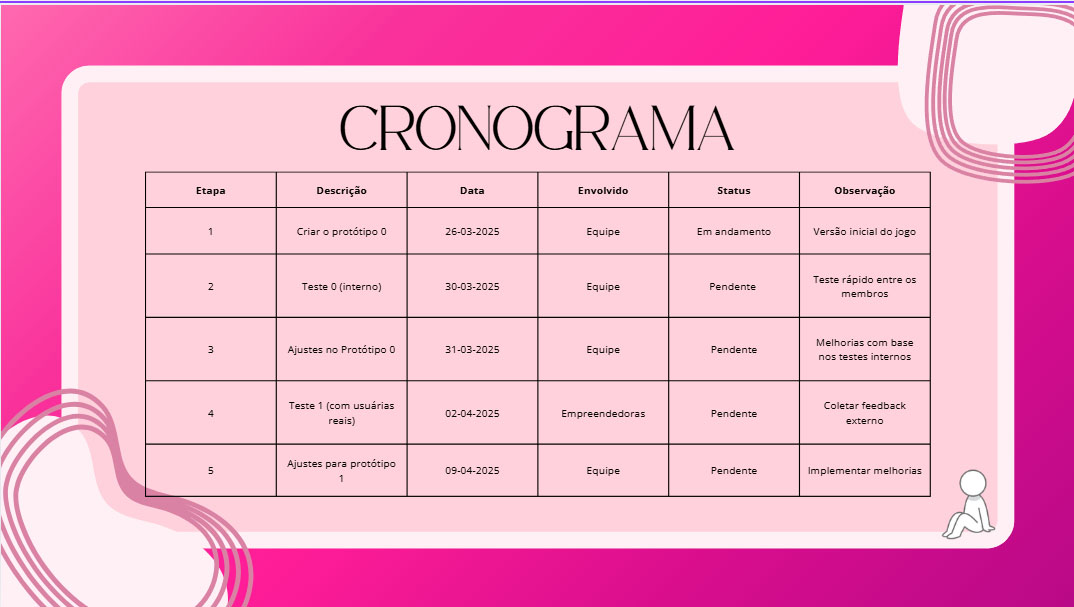 CRONOGRAMA
Etapa Descrição Data Envolvido Status Observação
1 Criar o protótipo 0 26-03-2025 Equipe Em andamento Versão inicial do jogo
2 Teste 0 (interno) 30-03-2025 Equipe Pendente Teste rápido entre os
membros
3 Ajustes no Protótipo 0 31-03-2025 Equipe Pendente Melhorias com base
nos testes internos
4 Teste 1 (com usuárias
reais) 02-04-2025 Empreendedoras Pendente Coletar feedback
externo
5 Ajustes para protótipo
1 09-04-2025 Equipe Pendente Implementar melhorias